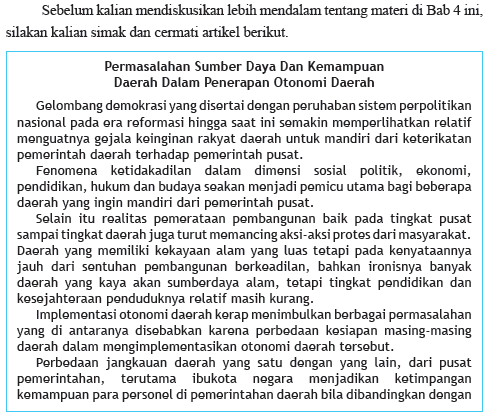 Sebelum kalian mendiskusikan lebih mendalam tentang materi di Bab 4 ini,
silakan kalian simak dan cermati artikel berikut.
Permasalahan Sumber Daya Dan Kemampuan
Daerah Dalam Penerapan Otonomi Daerah
Gelombang demokrasi yang disertai dengan peruhaban sistem perpolitikan
nasional pada era reformasi hingga saat ini semakin memperlihatkan relatif
menguatnya gejala keinginan rakyat daerah untuk mandiri dari keterikatan
pemerintah daerah terhadap pemerintah pusat.
Fenomena ketidakadilan dalam dimensi sosial politik, ekonomi,
pendidikan, hukum dan budaya seakan menjadi pemicu utama bagi beberapa
daerah yang ingin mandiri dari pemerintah pusat.
Selain itu realitas pemerataan pembangunan baik pada tingkat pusat
sampai tingkat daerah juga turut memancing aksi-aksi protes dari masyarakat.
Daerah yang memiliki kekayaan alam yang luas tetapi pada kenyataannya
jauh dari sentuhan pembangunan berkeadilan, bahkan ironisnya banyak
daerah yang kaya akan sumberdaya alam, tetapi tingkat pendidikan dan
kesejahteraan penduduknya relatif masih kurang.
Implementasi otonomi daerah kerap menimbulkan berbagai permasalahan
yang di antaranya disebabkan karena perbedaan kesiapan masing-masing
daerah dalam mengimplementasikan otonomi daerah tersebut.
Perbedaan jangkauan daerah yang satu dengan yang lain, dari pusat
pemerintahan, terutama ibukota negara menjadikan ketimpangan
kemampuan para personel di pemerintahan daerah bila dibandingkan dengan